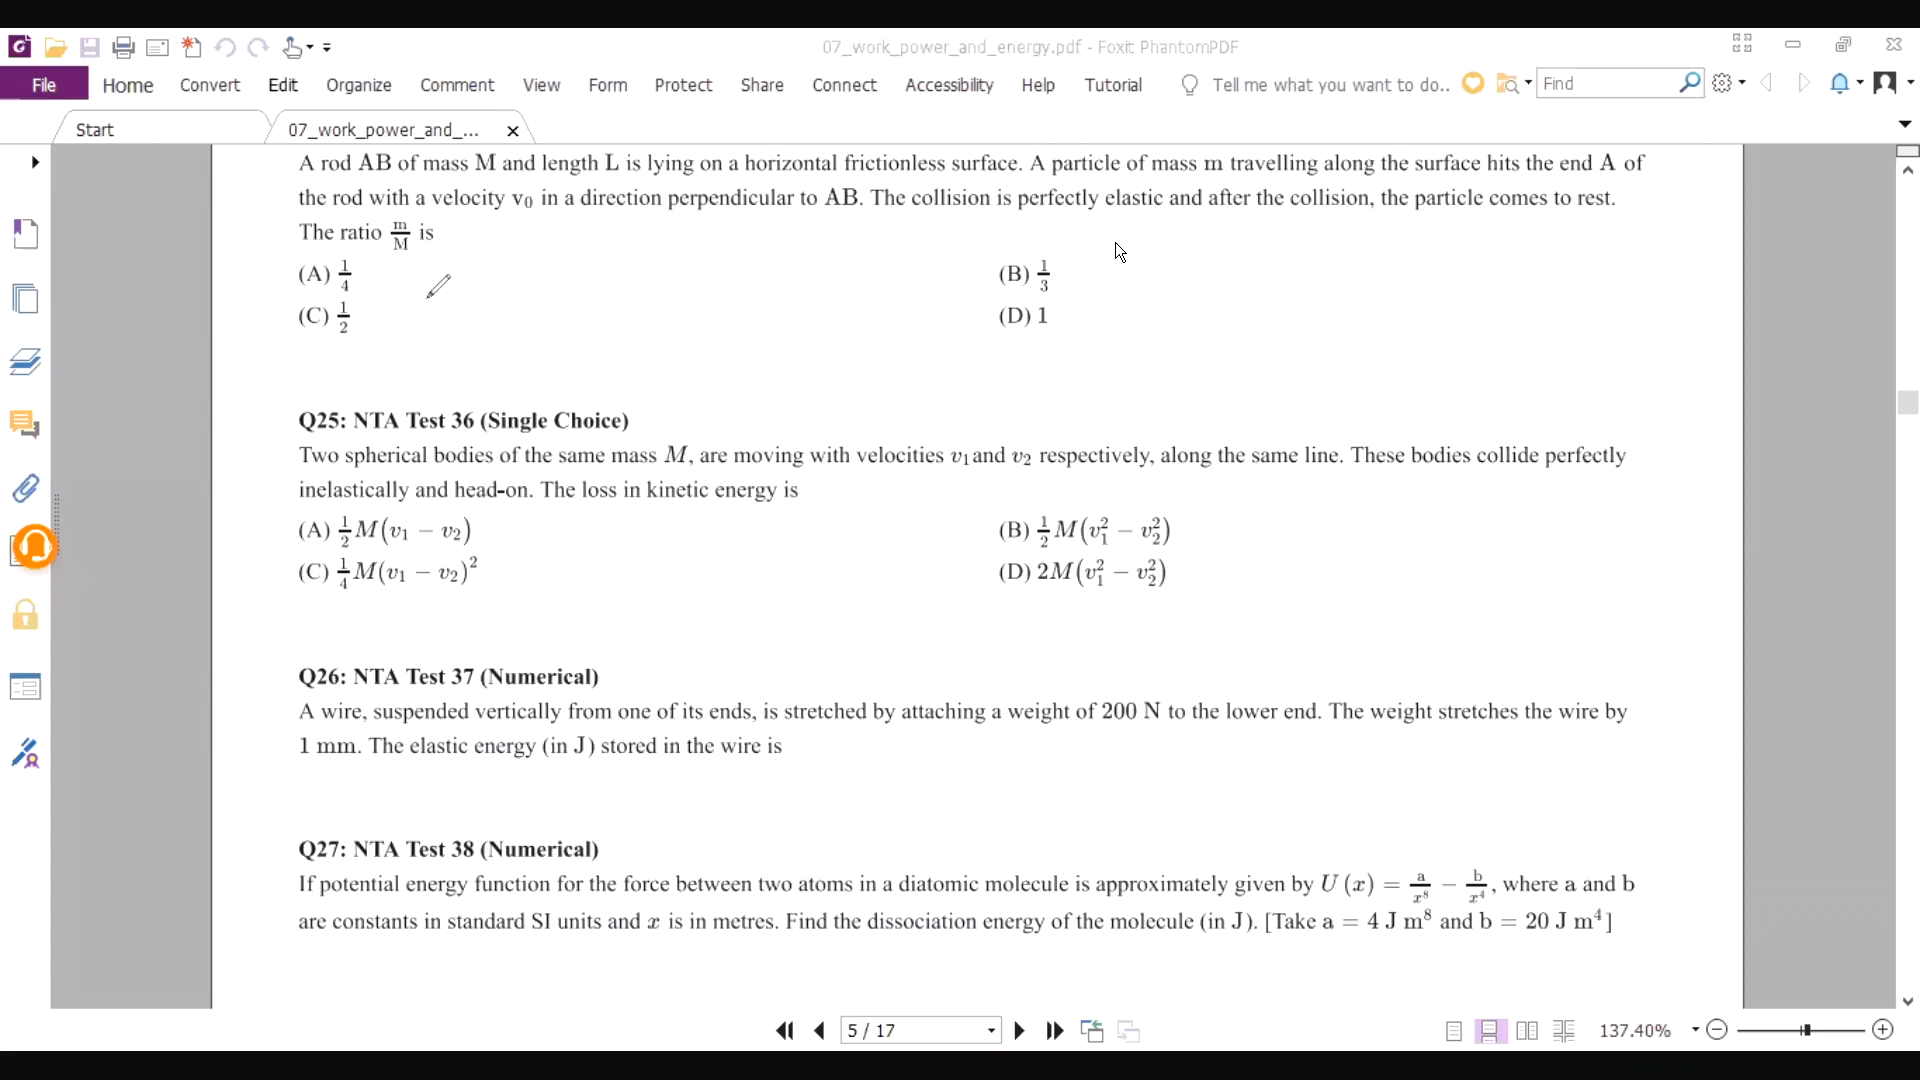 07_work_power_and_energy.pdf - Foxit PhantomPDF
File Home Convert Edit Organize Comment View Form Protect Share Connect Accessibility Help Tutorial Tell me what you want to do.. Find
Start 07_work_power_and_...
A rod AB of mass M and length L is lying on a horizontal frictionless surface. A particle of mass m travelling along the surface hits the end A of
the rod with a velocity v₀ in a direction perpendicular to AB. The collision is perfectly elastic and after the collision, the particle comes to rest.
The ratio m/M is
(A) 1/4 (B) 1/3
(C) 1/2 (D) 1
Q25: NTA Test 36 (Single Choice)
Two spherical bodies of the same mass M, are moving with velocities v₁and v₂ respectively, along the same line. These bodies collide perfectly
inelastically and head-on. The loss in kinetic energy is
(A) 1/2 M(v₁ − v₂) (B) 1/2 M(v₁² − v₂²)
(C) 1/4 M(v₁ − v₂)² (D) 2M(v₁² − v₂²)
Q26: NTA Test 37 (Numerical)
A wire, suspended vertically from one of its ends, is stretched by attaching a weight of 200 N to the lower end. The weight stretches the wire by
1 mm. The elastic energy (in J) stored in the wire is
Q27: NTA Test 38 (Numerical)
If potential energy function for the force between two atoms in a diatomic molecule is approximately given by U (x) = a/x⁸ − b/x⁴, where a and b
are constants in standard SI units and x is in metres. Find the dissociation energy of the molecule (in J). [Take a = 4 J m⁸ and b = 20 J m⁴]
5 / 17 137.40%